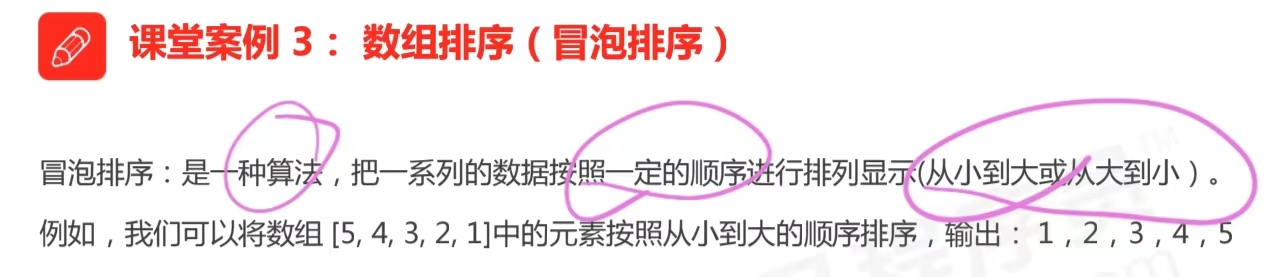 课堂案例 3： 数组排序（冒泡排序）
冒泡排序：是一种算法，把一系列的数据按照一定的顺序进行排列显示(从小到大或从大到小）。
例如，我们可以将数组 [5, 4, 3, 2, 1]中的元素按照从小到大的顺序排序，输出： 1，2，3，4，5